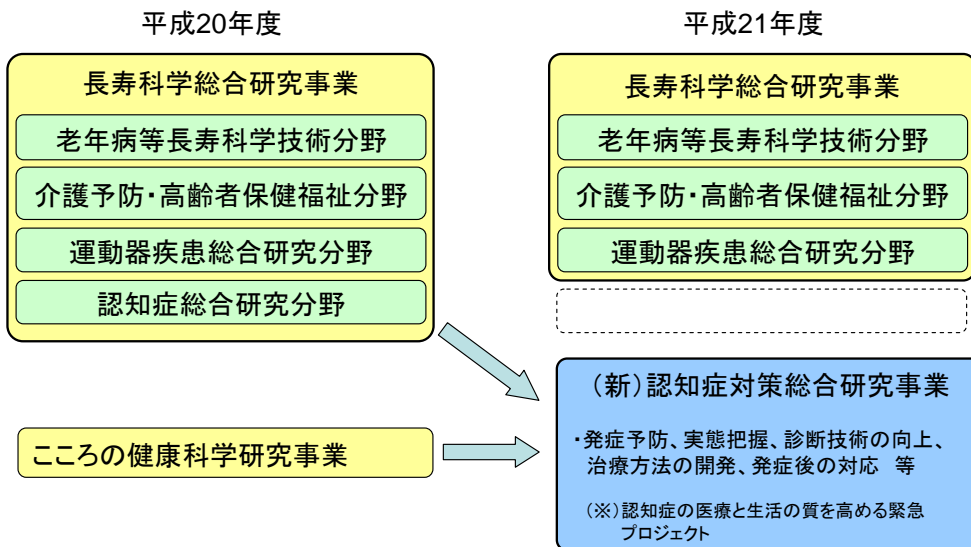 平成20年度
長寿科学総合研究事業
老年病等長寿科学技術分野
介護予防・高齢者保健福祉分野
運動器疾患総合研究分野
認知症総合研究分野
こころの健康科学研究事業
平成21年度
長寿科学総合研究事業
老年病等長寿科学技術分野
介護予防・高齢者保健福祉分野
運動器疾患総合研究分野
（新）認知症対策総合研究事業
・発症予防、実態把握、診断技術の向上、
治療方法の開発、発症後の対応　等
（※）認知症の医療と生活の質を高める緊急
プロジェクト